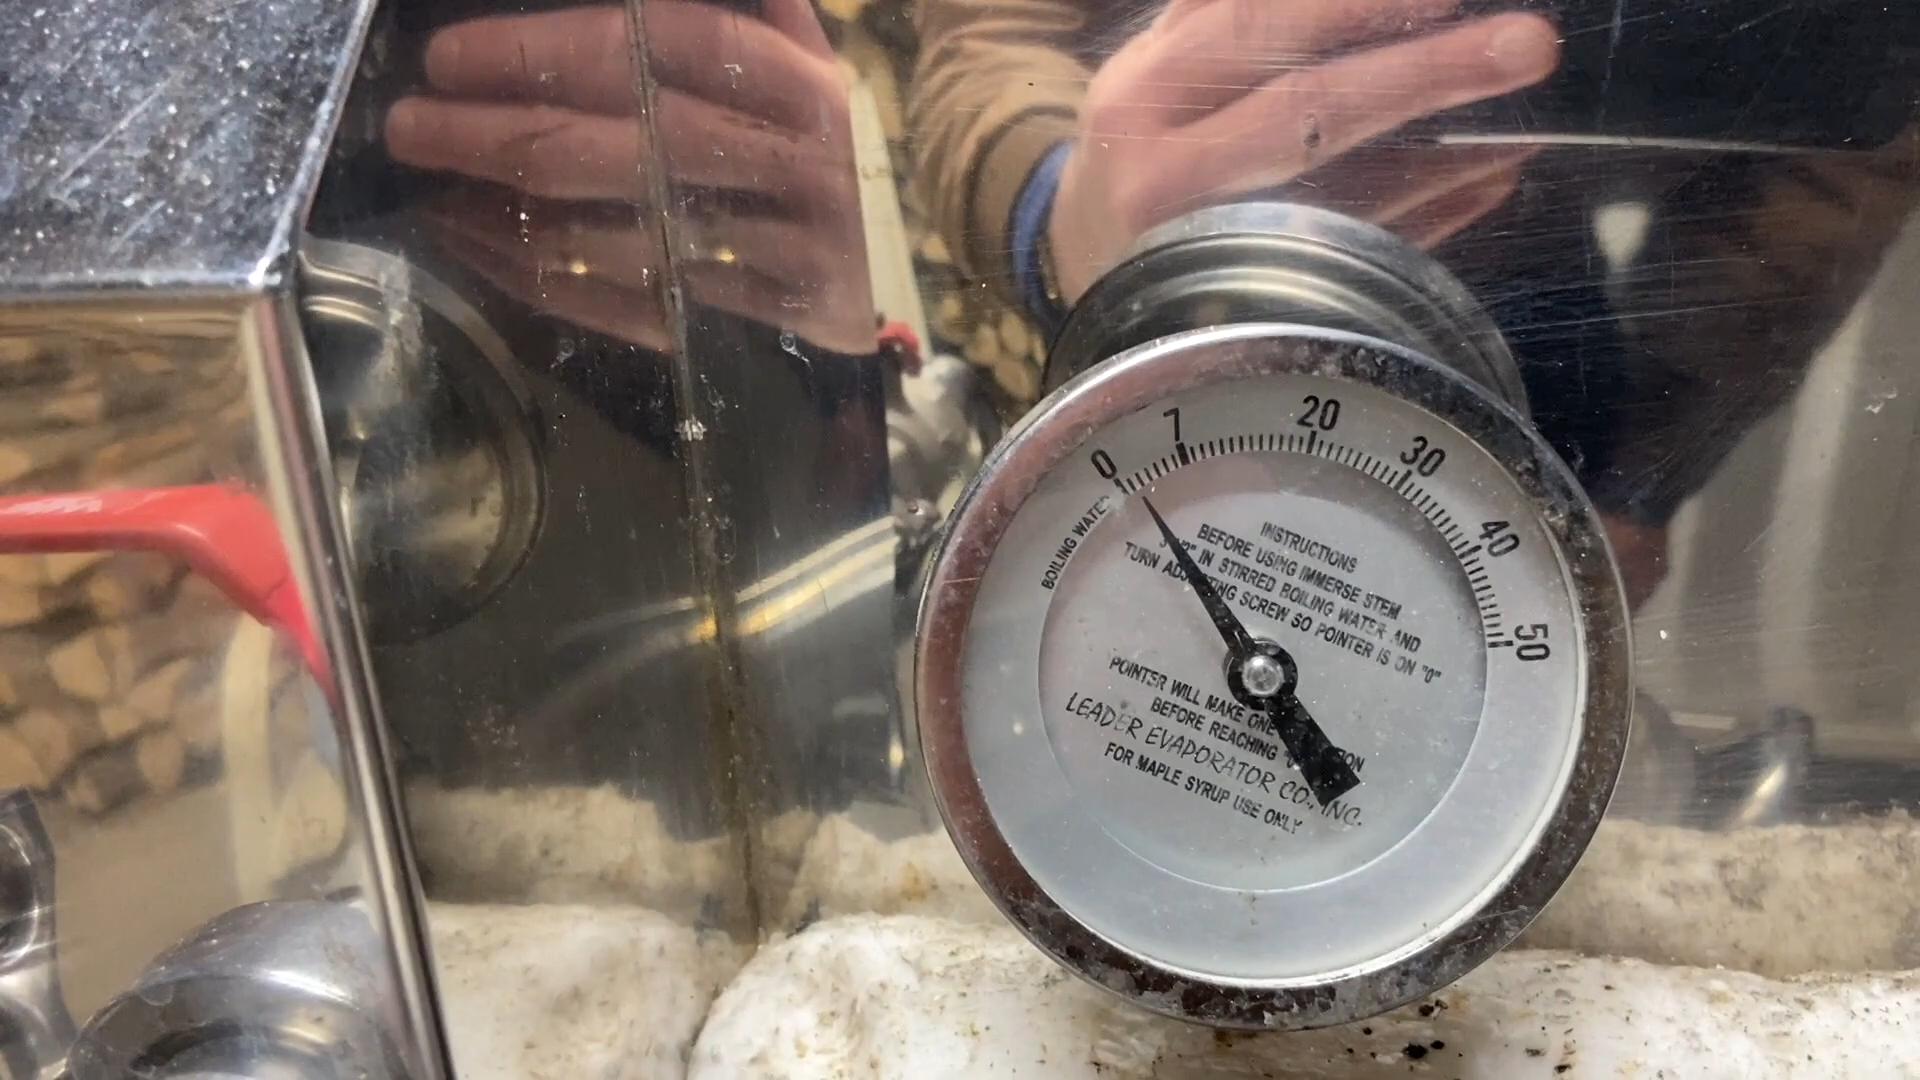 0 7 20 30 40 50
BOILING WATER
INSTRUCTIONS
BEFORE USING IMMERSE STEM
IN STIRRED BOILING WATER AND
TURN SCREW SO POINTER IS ON "0"
POINTER WILL MAKE ONE
BEFORE REACHING
LEADER EVAPORATOR CO., INC.
FOR MAPLE SYRUP USE ONLY